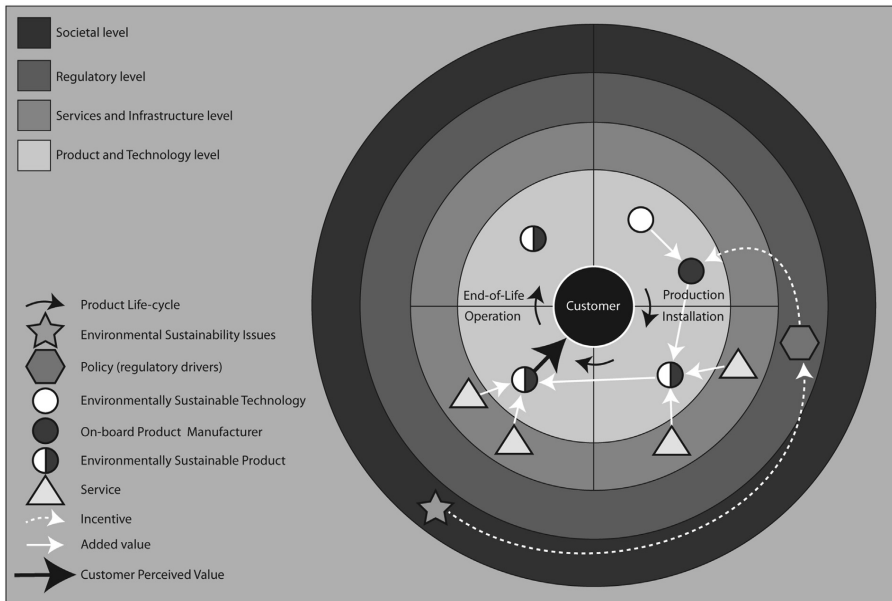 Societal level
Regulatory level
Services and Infrastructure level
Product and Technology level
End-of-Life
Operation
Customer
Production
Installation
Product Life-cycle
Environmental Sustainability Issues
Policy (regulatory drivers)
Environmentally Sustainable Technology
On-board Product Manufacturer
Environmentally Sustainable Product
Service
Incentive
Added value
Customer Perceived Value